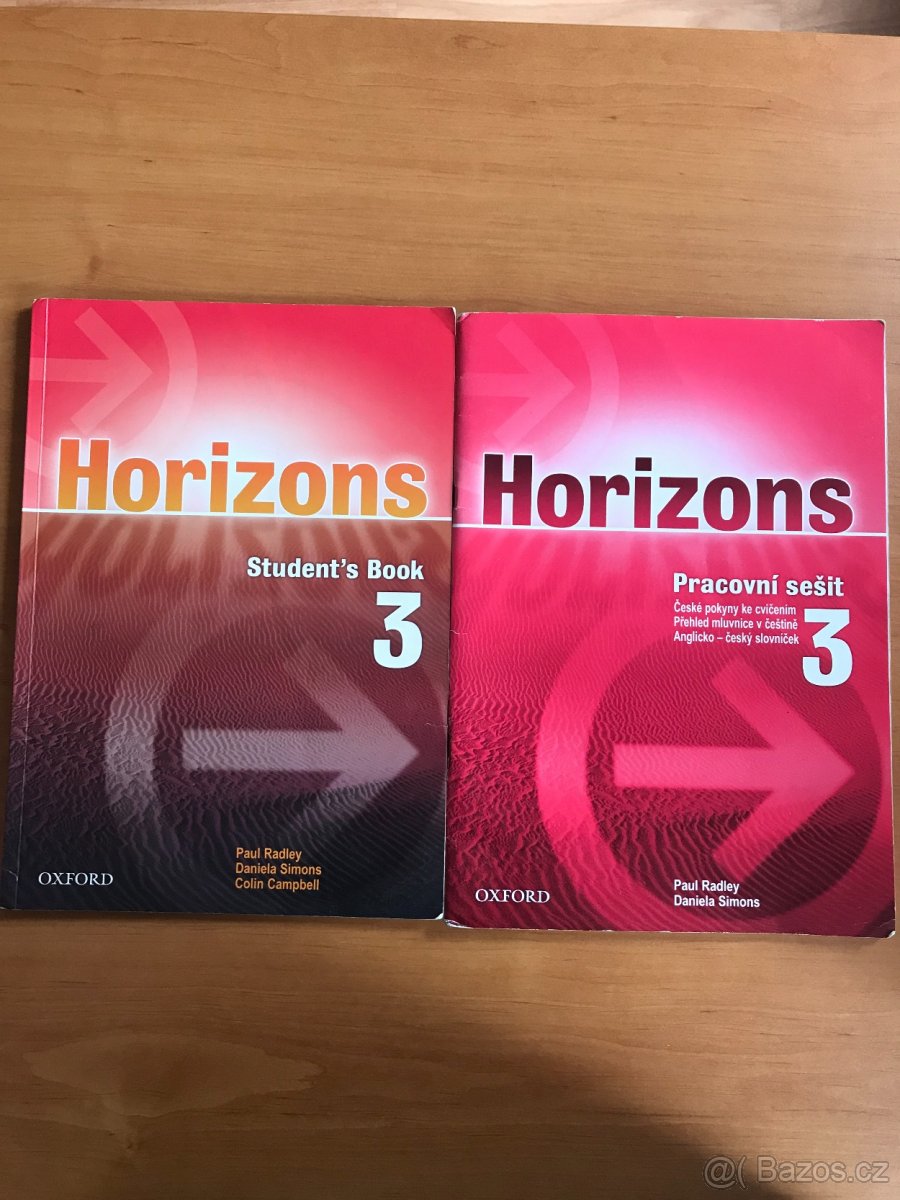 Horizons
Student's Book
3
Paul Radley
Daniela Simons
Colin Campbell
OXFORD
Horizons
Pracovní sešit
České pokyny ke cvičením
Přehled mluvnice v češtině
Anglicko – český slovníček
3
Paul Radley
Daniela Simons
OXFORD
@( Bazos.cz